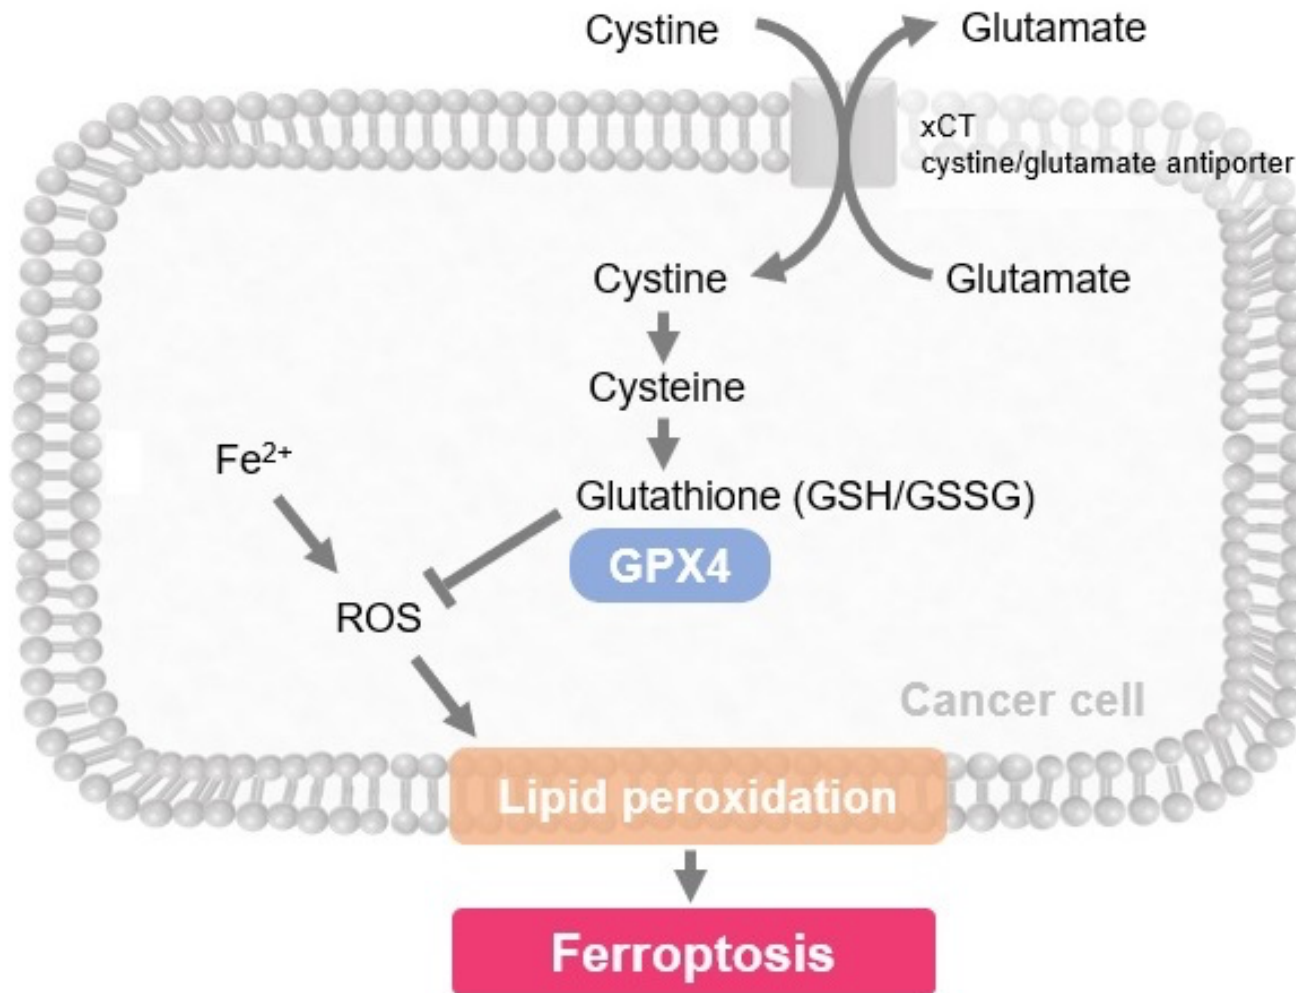 Cystine
Glutamate
xCT
cystine/glutamate antiporter
Cystine
Glutamate
Cysteine
Fe²⁺
Glutathione (GSH/GSSG)
GPX4
ROS
Cancer cell
Lipid peroxidation
Ferroptosis